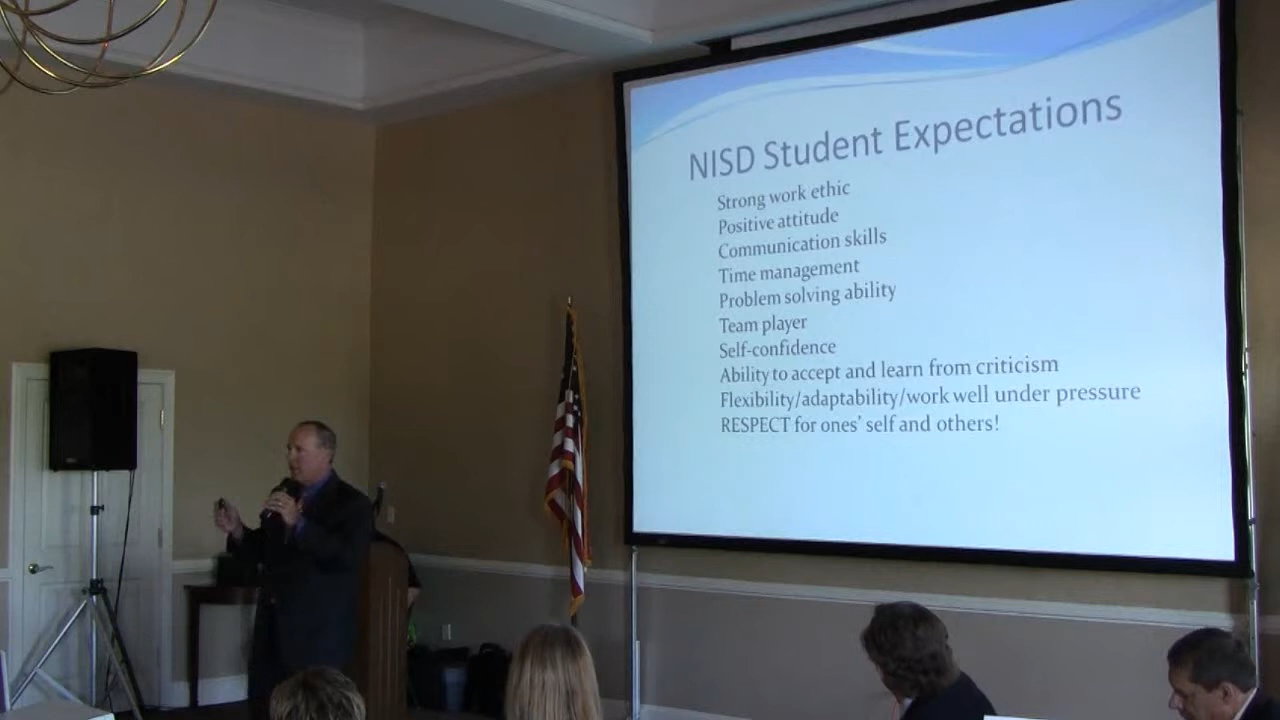 NISD Student Expectations
Strong work ethic
Positive attitude
Communication skills
Time management
Problem solving ability
Team player
Self-confidence
Ability to accept and learn from criticism
Flexibility/adaptability/work well under pressure
RESPECT for ones' self and others!